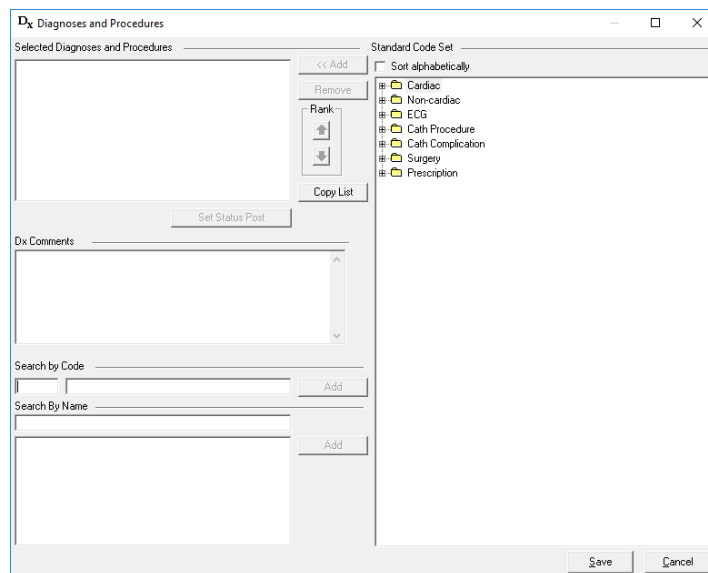 Dx Diagnoses and Procedures
Selected Diagnoses and Procedures
<< Add
Remove
Rank
Copy List
Set Status Post
Dx Comments
Search by Code
Add
Search By Name
Add
Standard Code Set
Sort alphabetically
Cardiac
Non-cardiac
ECG
Cath Procedure
Cath Complication
Surgery
Prescription
Save
Cancel